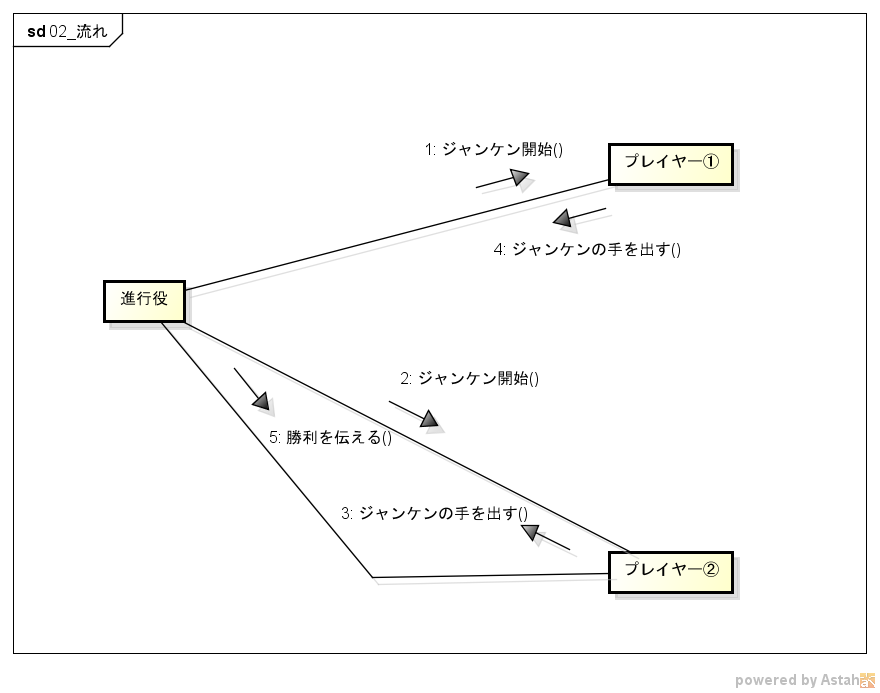 sd 02_流れ
1: ジャンケン開始()
プレイヤー①
4: ジャンケンの手を出す()
進行役
2: ジャンケン開始()
5: 勝利を伝える()
3: ジャンケンの手を出す()
プレイヤー②
powered by Astah